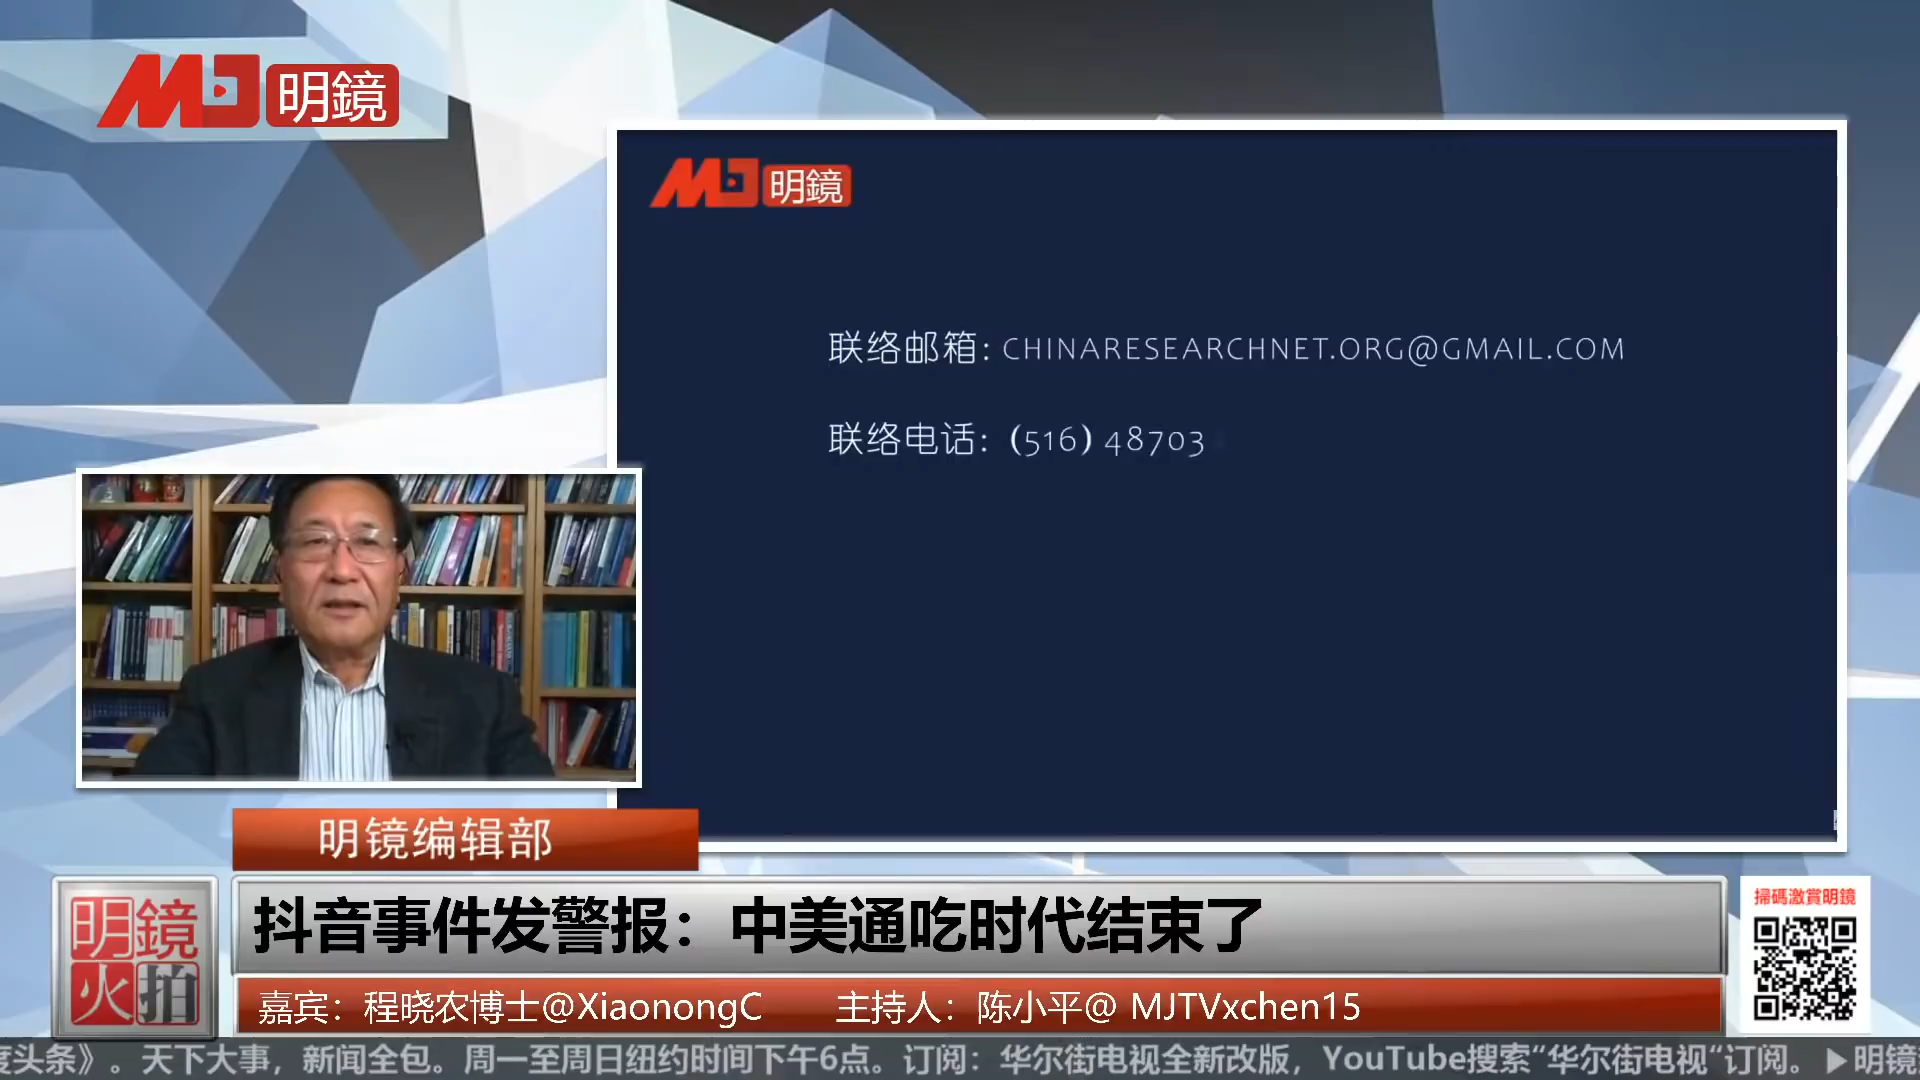 明鏡
明鏡
联络邮箱: CHINARESEARCHNET.ORG@GMAIL.COM
联络电话: (516) 48703
明镜编辑部
明鏡
火拍
抖音事件发警报：中美通吃时代结束了
掃碼激賞明鏡
嘉宾：程晓农博士@XiaonongC 主持人：陈小平@ MJTVxchen15
度头条》。天下大事，新闻全包。周一至周日纽约时间下午6点。订阅：华尔街电视全新改版，YouTube搜索“华尔街电视“订阅。▶明镜